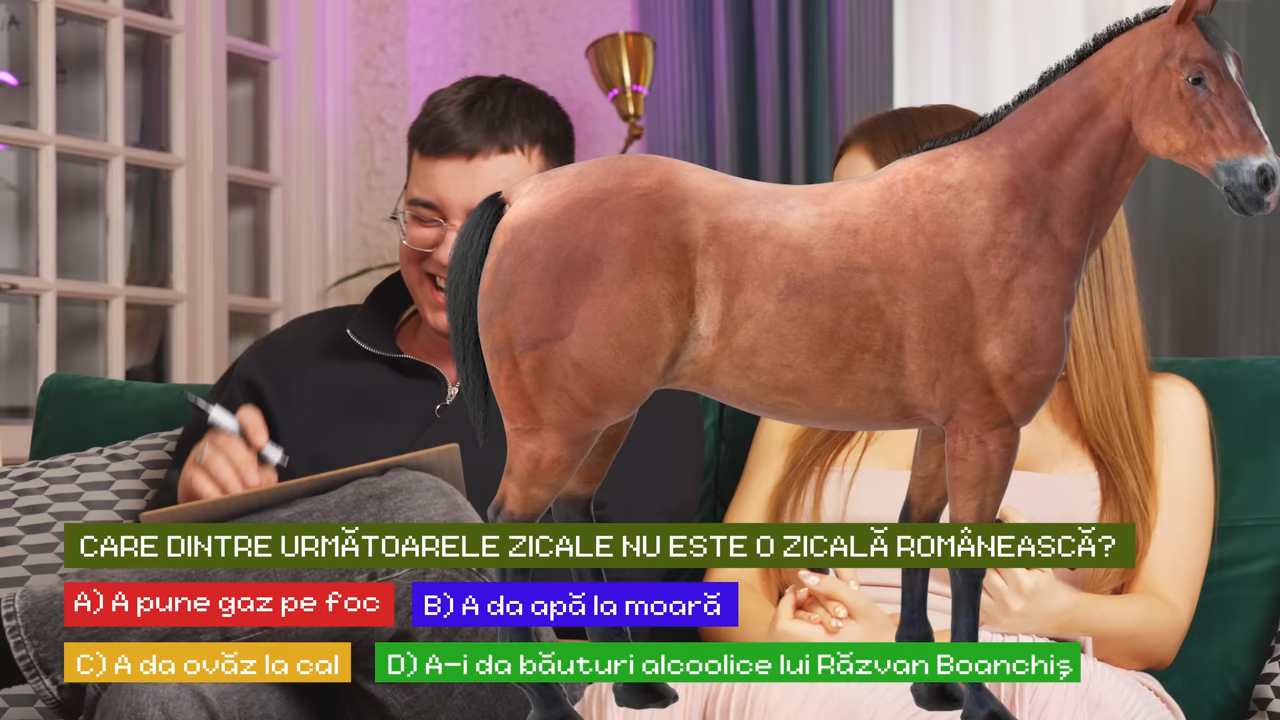 CARE DINTRE URMĂTOARELE ZICALE NU ESTE O ZICALĂ ROMÂNEASCĂ?
A) A pune gaz pe foc
B) A da apă la moară
C) A da ovăz la cal
D) A-i da băuturi alcoolice lui Răzvan Boanchiș